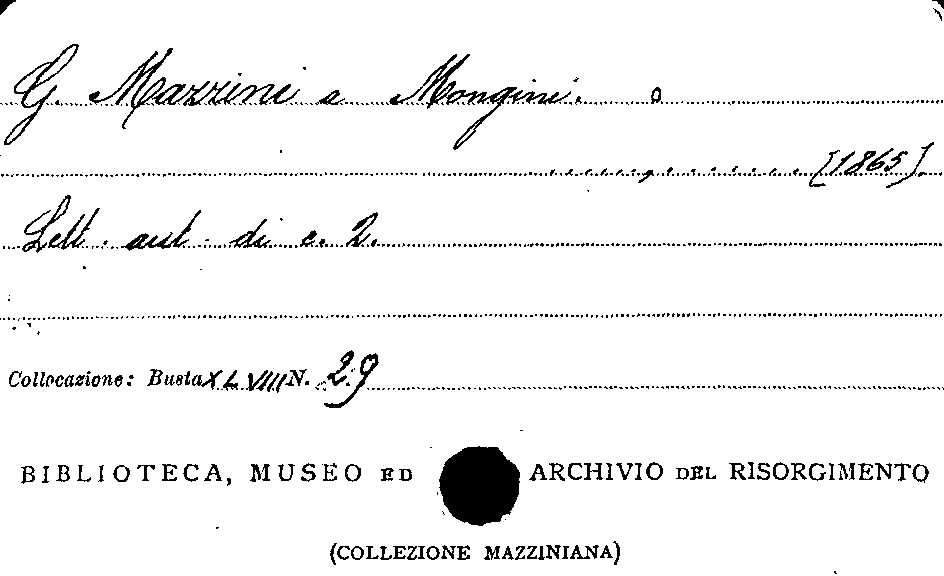 G. Mazzini a Mongini.
......,....... [1865].
Lett. aut. di c. 2.
Collocazione: Busta XLVIII N. 29
BIBLIOTECA, MUSEO ED ARCHIVIO DEL RISORGIMENTO
(COLLEZIONE MAZZINIANA)